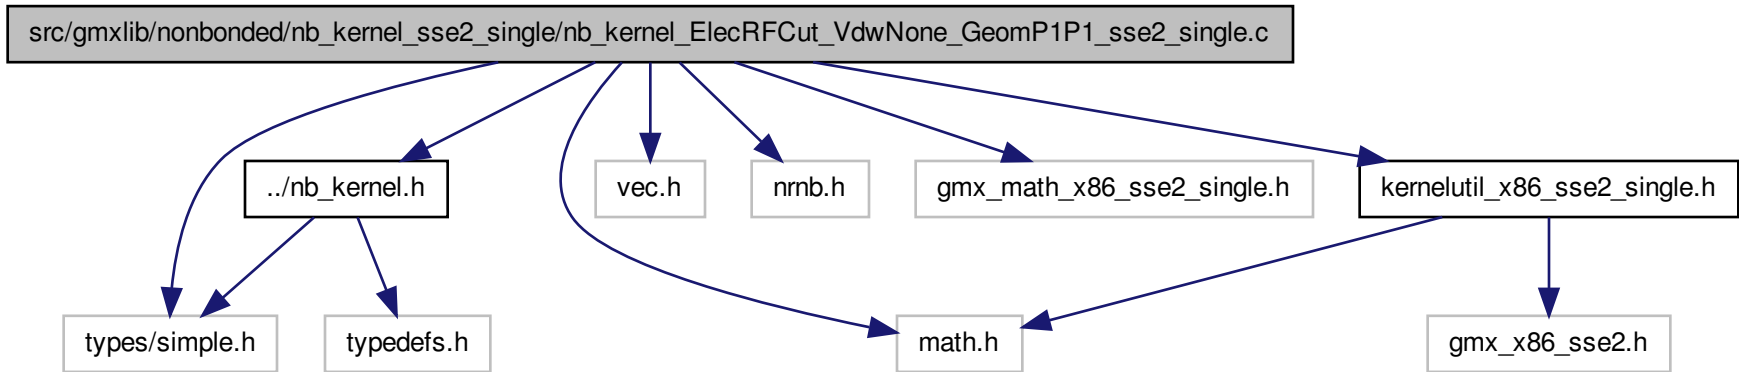 src/gmxlib/nonbonded/nb_kernel_sse2_single/nb_kernel_ElecRFCut_VdwNone_GeomP1P1_sse2_single.c
../nb_kernel.h
vec.h
nrnb.h
gmx_math_x86_sse2_single.h
kernelutil_x86_sse2_single.h
types/simple.h
typedefs.h
math.h
gmx_x86_sse2.h